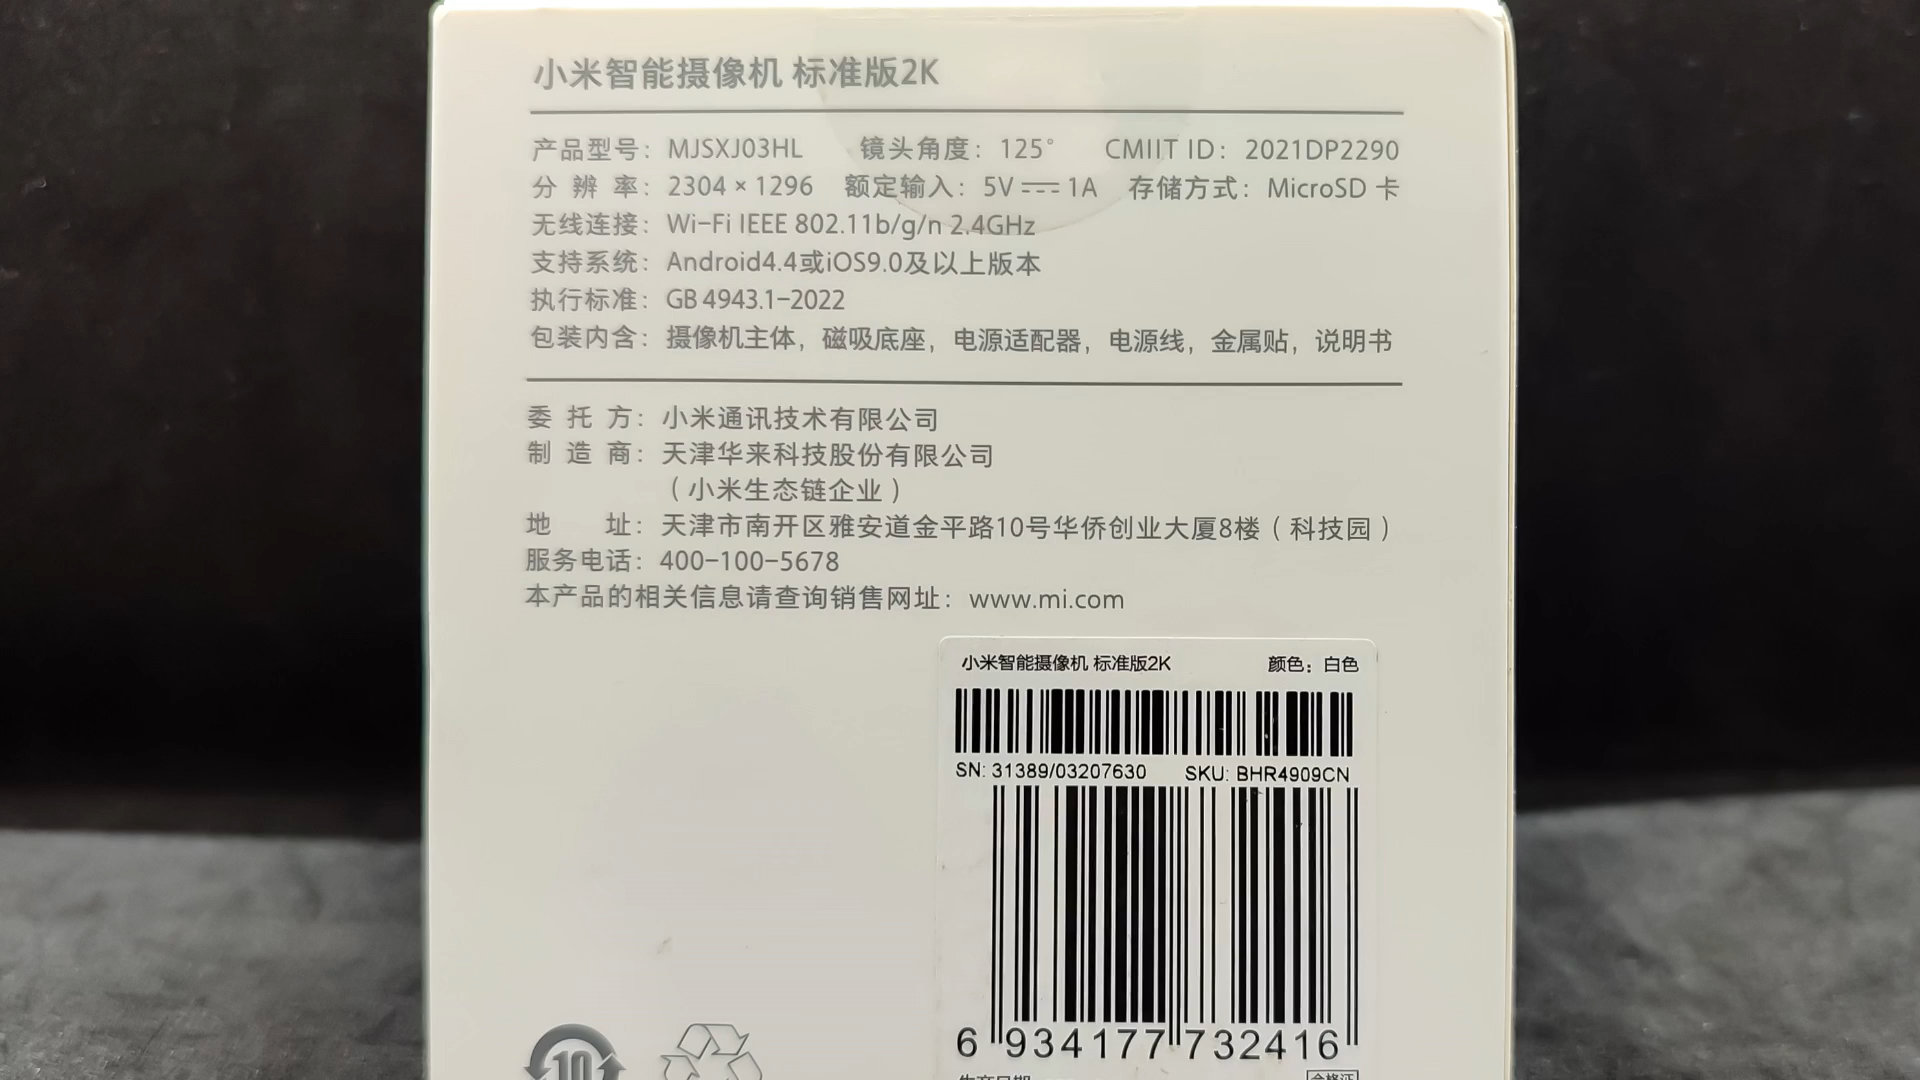 小米智能摄像机 标准版2K
产品型号：MJSXJ03HL 镜头角度：125° CMIIT ID：2021DP2290
分 辨 率：2304×1296 额定输入：5V⎓1A 存储方式：MicroSD 卡
无线连接：Wi-Fi IEEE 802.11b/g/n 2.4GHz
支持系统：Android4.4或iOS9.0及以上版本
执行标准：GB 4943.1-2022
包装内含：摄像机主体，磁吸底座，电源适配器，电源线，金属贴，说明书
委 托 方：小米通讯技术有限公司
制 造 商：天津华来科技股份有限公司
（小米生态链企业）
地 址：天津市南开区雅安道金平路10号华侨创业大厦8楼（科技园）
服务电话：400-100-5678
本产品的相关信息请查询销售网址：www.mi.com
小米智能摄像机 标准版2K 颜色：白色
SN: 31389/03207630 SKU: BHR4909CN
6 934177 732416
10
生产日期
合格证